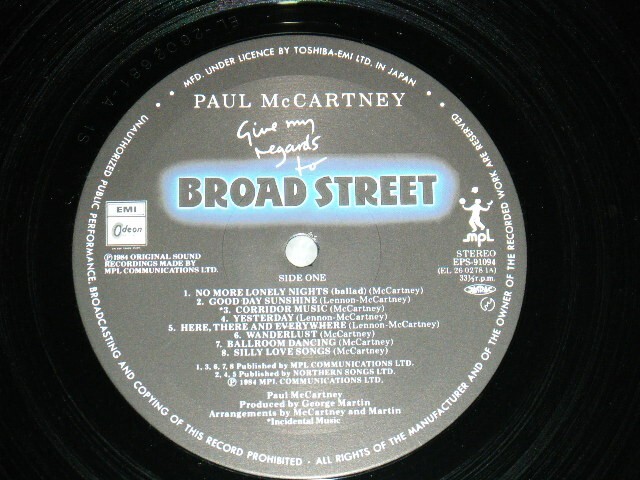 MFD. UNDER LICENCE BY TOSHIBA-EMI LTD. IN JAPAN
PAUL McCARTNEY
Give my
regards
to
BROAD STREET
EMI
Odeon
mpL
℗1984 ORIGINAL SOUND
RECORDINGS MADE BY
MPL COMMUNICATIONS LTD.
STEREO
EPS-91094
(EL 26 0278 1A)
33⅓ r.p.m.
SIDE ONE
1. NO MORE LONELY NIGHTS (ballad) (McCartney)
2. GOOD DAY SUNSHINE (Lennon-McCartney)
*3. CORRIDOR MUSIC (McCartney)
4. YESTERDAY (Lennon-McCartney)
5. HERE, THERE AND EVERYWHERE (Lennon-McCartney)
6. WANDERLUST (McCartney)
7. BALLROOM DANCING (McCartney)
8. SILLY LOVE SONGS (McCartney)
1, 3, 6, 7, 8 Published by MPL COMMUNICATIONS LTD.
2, 4, 5 Published by NORTHERN SONGS LTD.
℗ 1984 MPL COMMUNICATIONS LTD.
Paul McCartney
Produced by George Martin
Arrangements by McCartney and Martin
*Incidental Music
UNAUTHORIZED PUBLIC PERFORMANCE, BROADCASTING AND COPYING OF THIS RECORD PROHIBITED - ALL RIGHTS OF THE MANUFACTURER AND OF THE OWNER OF THE RECORDED WORK ARE RESERVED